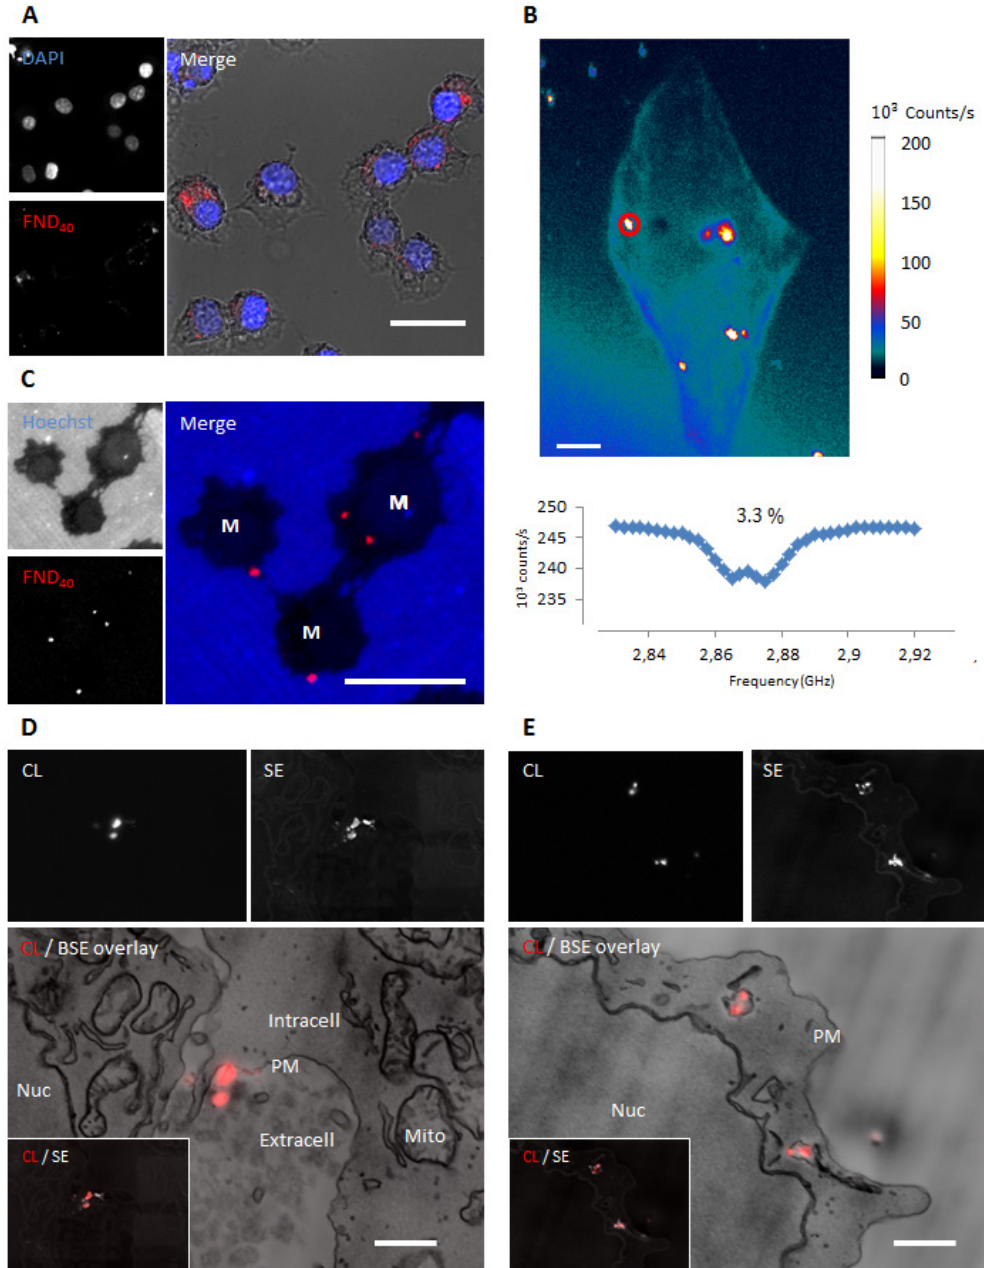 A
DAPI
Merge
FND40
B
10³ Counts/s
200
150
100
50
0
C
Hoechst
Merge
M
M
M
FND40
250
245
240
235
10³ counts/s
3.3 %
2,84
2,86
2,88
2,9
2,92
Frequency (GHz)
D
CL
SE
CL / BSE overlay
Intracell
PM
Nuc
Extracell
Mito
CL / SE
E
CL
SE
CL / BSE overlay
PM
Nuc
CL / SE